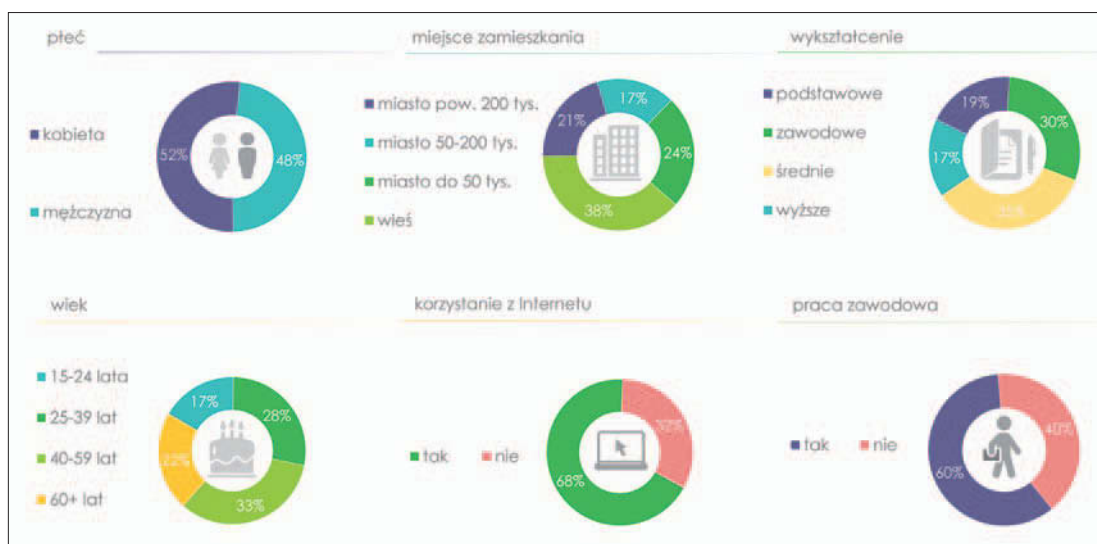 płeć
kobieta
mężczyzna
52%
48%
miejsce zamieszkania
miasto pow. 200 tys.
miasto 50-200 tys.
miasto do 50 tys.
wieś
21%
17%
24%
38%
wykształcenie
podstawowe
zawodowe
średnie
wyższe
19%
30%
17%
35%
wiek
15-24 lata
25-39 lat
40-59 lat
60+ lat
17%
28%
22%
33%
korzystanie z Internetu
tak
nie
32%
68%
praca zawodowa
tak
nie
40%
60%